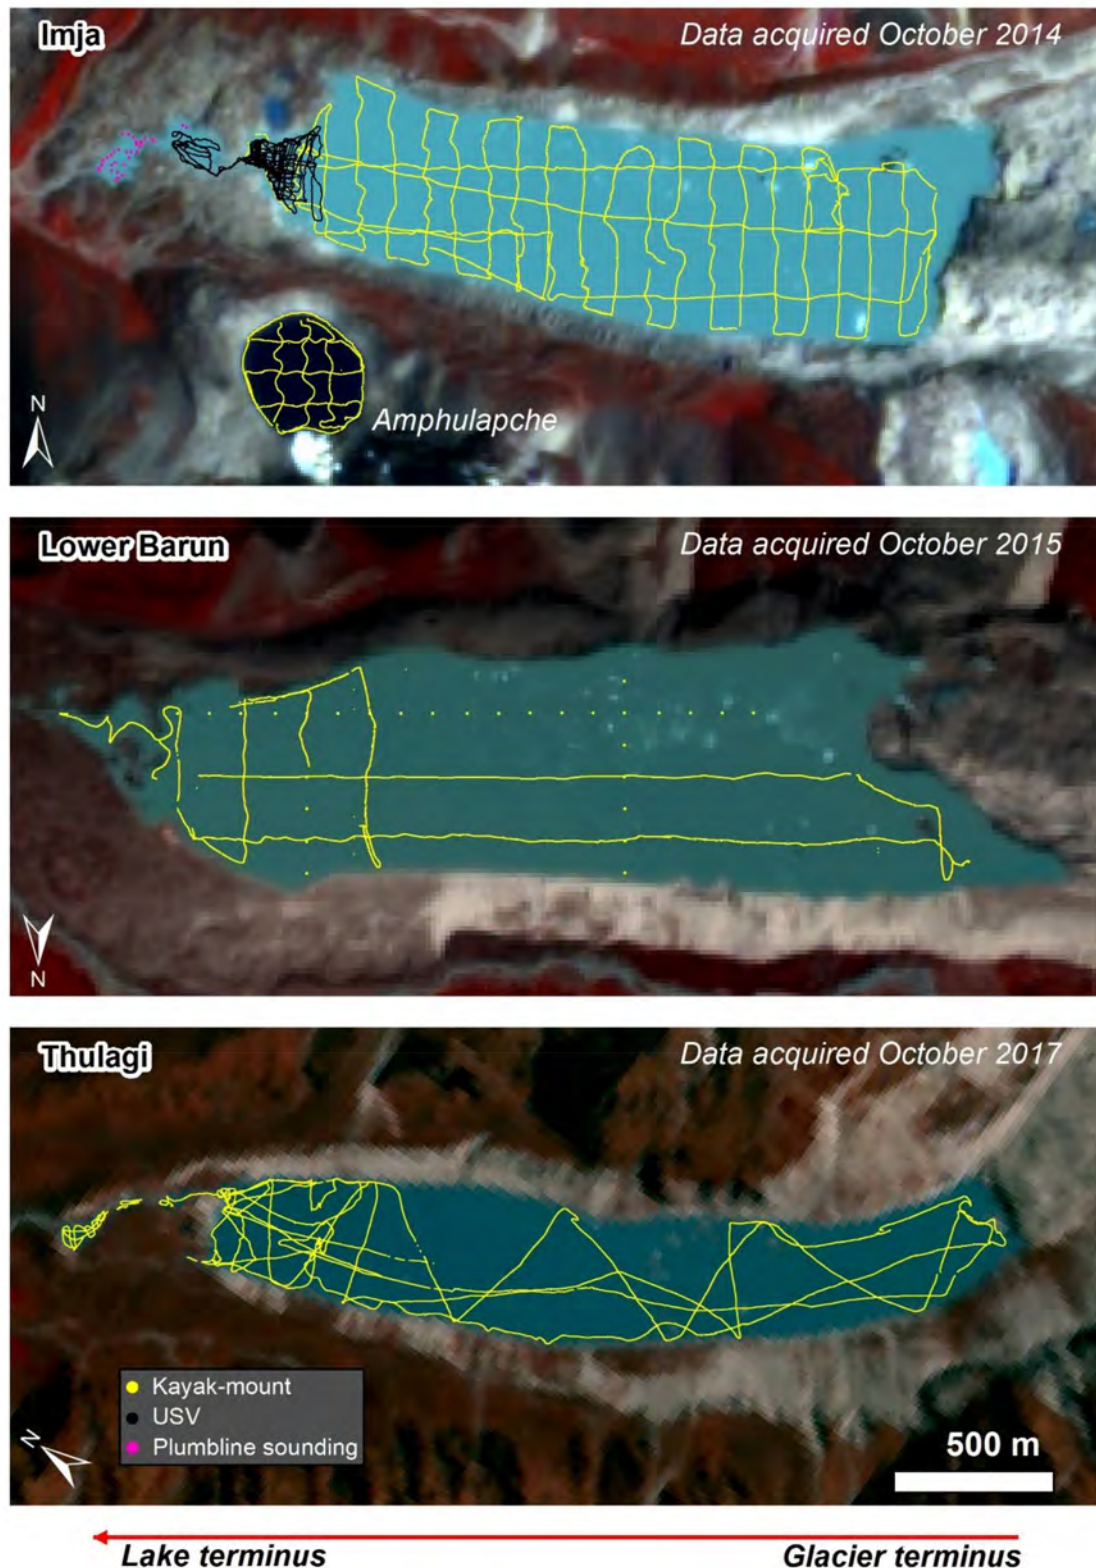 Imja
Data acquired October 2014
Amphulapche
N
Lower Barun
Data acquired October 2015
N
Thulagi
Data acquired October 2017
Kayak-mount
USV
Plumbline sounding
N
500 m
Lake terminus
Glacier terminus